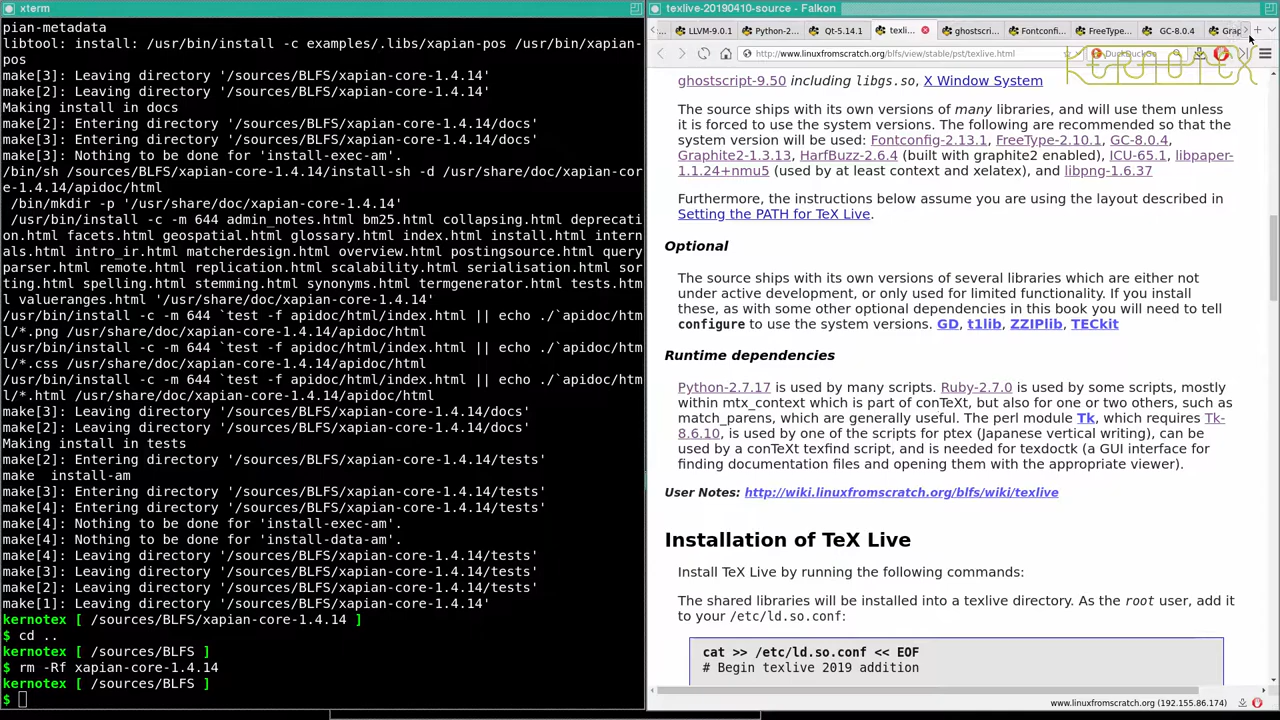 xterm
pian-metadata
libtool: install: /usr/bin/install -c examples/.libs/xapian-pos /usr/bin/xapian-
pos
make[3]: Leaving directory '/sources/BLFS/xapian-core-1.4.14'
make[2]: Leaving directory '/sources/BLFS/xapian-core-1.4.14'
Making install in docs
make[2]: Entering directory '/sources/BLFS/xapian-core-1.4.14/docs'
make[3]: Entering directory '/sources/BLFS/xapian-core-1.4.14/docs'
make[3]: Nothing to be done for 'install-exec-am'.
/bin/sh /sources/BLFS/xapian-core-1.4.14/install-sh -d /usr/share/doc/xapian-cor
e-1.4.14/apidoc/html
/bin/mkdir -p '/usr/share/doc/xapian-core-1.4.14'
/usr/bin/install -c -m 644 admin_notes.html bm25.html collapsing.html deprecati
on.html facets.html geospatial.html glossary.html index.html install.html intern
als.html intro_ir.html matcherdesign.html overview.html postingsource.html query
parser.html remote.html replication.html scalability.html serialisation.html sor
ting.html spelling.html stemming.html synonyms.html termgenerator.html tests.htm
l valueranges.html '/usr/share/doc/xapian-core-1.4.14'
/usr/bin/install -c -m 644 `test -f apidoc/html/index.html || echo ./`apidoc/htm
l/*.png /usr/share/doc/xapian-core-1.4.14/apidoc/html
/usr/bin/install -c -m 644 `test -f apidoc/html/index.html || echo ./`apidoc/htm
l/*.css /usr/share/doc/xapian-core-1.4.14/apidoc/html
/usr/bin/install -c -m 644 `test -f apidoc/html/index.html || echo ./`apidoc/htm
l/*.html /usr/share/doc/xapian-core-1.4.14/apidoc/html
make[3]: Leaving directory '/sources/BLFS/xapian-core-1.4.14/docs'
make[2]: Leaving directory '/sources/BLFS/xapian-core-1.4.14/docs'
Making install in tests
make[2]: Entering directory '/sources/BLFS/xapian-core-1.4.14/tests'
make  install-am
make[3]: Entering directory '/sources/BLFS/xapian-core-1.4.14/tests'
make[4]: Entering directory '/sources/BLFS/xapian-core-1.4.14/tests'
make[4]: Nothing to be done for 'install-exec-am'.
make[4]: Nothing to be done for 'install-data-am'.
make[4]: Leaving directory '/sources/BLFS/xapian-core-1.4.14/tests'
make[3]: Leaving directory '/sources/BLFS/xapian-core-1.4.14/tests'
make[2]: Leaving directory '/sources/BLFS/xapian-core-1.4.14/tests'
make[1]: Leaving directory '/sources/BLFS/xapian-core-1.4.14'
kernotex [ /sources/BLFS/xapian-core-1.4.14 ]
$ cd ..
kernotex [ /sources/BLFS ]
$ rm -Rf xapian-core-1.4.14
kernotex [ /sources/BLFS ]
$
texlive-20190410-source - Falkon
LLVM-9.0.1 Python-2... Qt-5.14.1 texli... ghostscri... Fontconfi... FreeType... GC-8.0.4 Grap
http://www.linuxfromscratch.org/blfs/view/stable/pst/texlive.html DuckDuckGo
KERNOTEX
ghostscript-9.50 including libgs.so, X Window System
The source ships with its own versions of many libraries, and will use them unless
it is forced to use the system versions. The following are recommended so that the
system version will be used: Fontconfig-2.13.1, FreeType-2.10.1, GC-8.0.4,
Graphite2-1.3.13, HarfBuzz-2.6.4 (built with graphite2 enabled), ICU-65.1, libpaper-
1.1.24+nmu5 (used by at least context and xelatex), and libpng-1.6.37
Furthermore, the instructions below assume you are using the layout described in
Setting the PATH for TeX Live.
Optional
The source ships with its own versions of several libraries which are either not
under active development, or only used for limited functionality. If you install
these, as with some other optional dependencies in this book you will need to tell
configure to use the system versions. GD, t1lib, ZZIPlib, TECkit
Runtime dependencies
Python-2.7.17 is used by many scripts. Ruby-2.7.0 is used by some scripts, mostly
within mtx_context which is part of conTeXt, but also for one or two others, such as
match_parens, which are generally useful. The perl module Tk, which requires Tk-
8.6.10, is used by one of the scripts for ptex (Japanese vertical writing), can be
used by a conTeXt texfind script, and is needed for texdoctk (a GUI interface for
finding documentation files and opening them with the appropriate viewer).
User Notes: http://wiki.linuxfromscratch.org/blfs/wiki/texlive
Installation of TeX Live
Install TeX Live by running the following commands:
The shared libraries will be installed into a texlive directory. As the root user, add it
to your /etc/ld.so.conf:
cat >> /etc/ld.so.conf << EOF
# Begin texlive 2019 addition
www.linuxfromscratch.org (192.155.86.174)